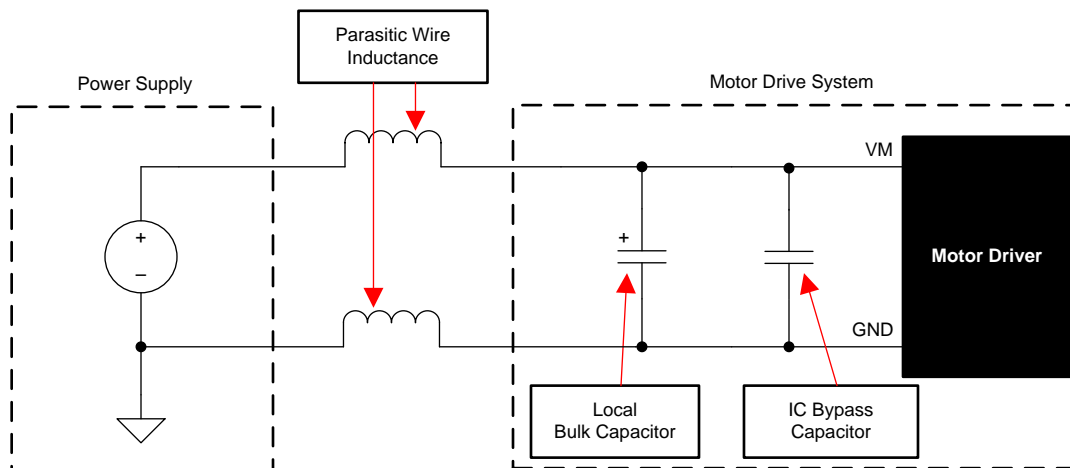 Parasitic Wire
Inductance
Power Supply
Motor Drive System
VM
+
–
+
Motor Driver
GND
Local
Bulk Capacitor
IC Bypass
Capacitor